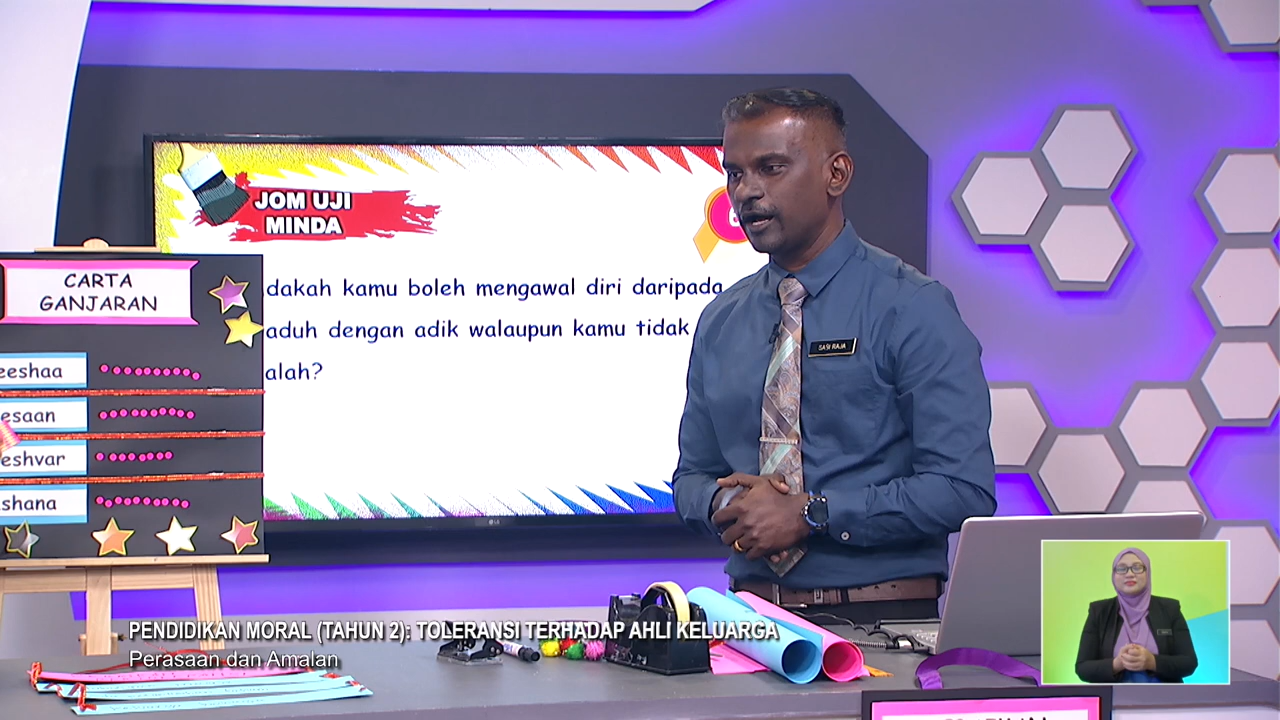 JOM UJI
MINDA
CARTA
GANJARAN
dakah kamu boleh mengawal diri daripada
aduh dengan adik walaupun kamu tidak
alah?
eeshaa
esaan
eshvar
shana
SASI RAJA
LG
PENDIDIKAN MORAL (TAHUN 2): TOLERANSI TERHADAP AHLI KELUARGA
Perasaan dan Amalan